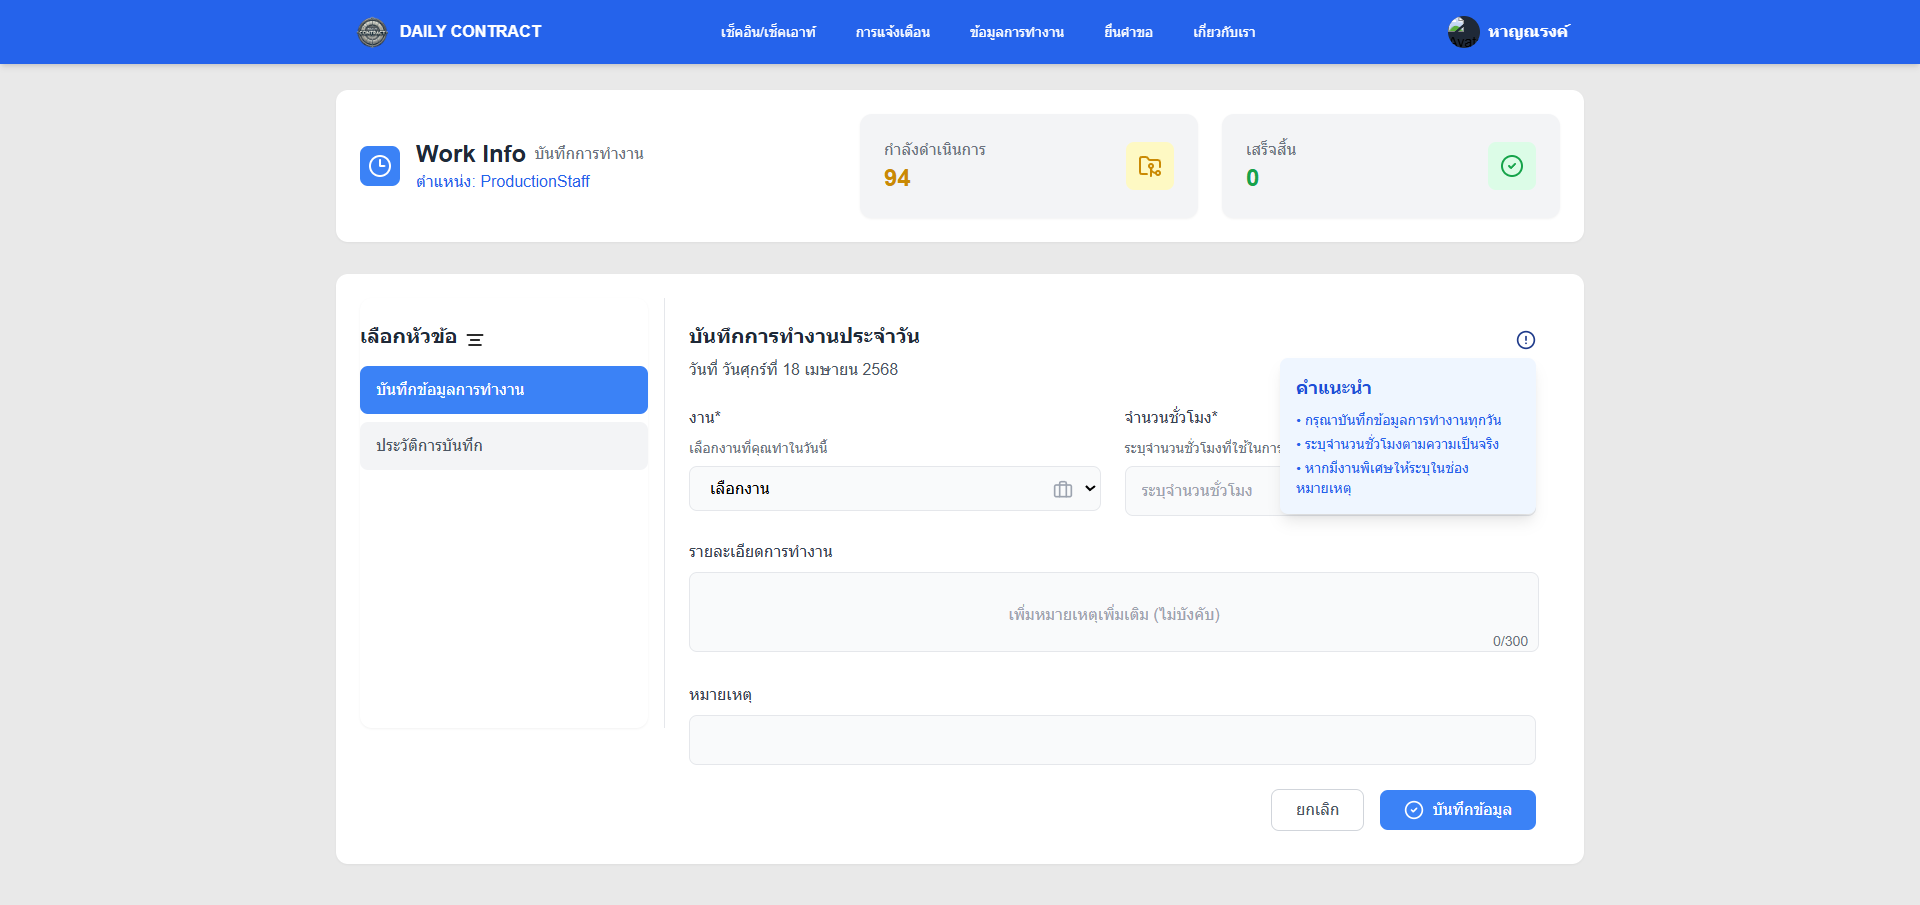 DAILY CONTRACT
เช็คอิน/เช็คเอาท์
การแจ้งเตือน
ข้อมูลการทำงาน
ยื่นคำขอ
เกี่ยวกับเรา
หาญณรงค์
Work Info บันทึกการทำงาน
ตำแหน่ง: ProductionStaff
กำลังดำเนินการ
94
เสร็จสิ้น
0
เลือกหัวข้อ
บันทึกข้อมูลการทำงาน
ประวัติการบันทึก
บันทึกการทำงานประจำวัน
วันที่ วันศุกร์ที่ 18 เมษายน 2568
คำแนะนำ
• กรุณาบันทึกข้อมูลการทำงานทุกวัน
• ระบุจำนวนชั่วโมงตามความเป็นจริง
• หากมีงานพิเศษให้ระบุในช่อง
หมายเหตุ
งาน*
เลือกงานที่คุณทำในวันนี้
เลือกงาน
จำนวนชั่วโมง*
ระบุจำนวนชั่วโมงที่ใช้ในการ
ระบุจำนวนชั่วโมง
รายละเอียดการทำงาน
เพิ่มหมายเหตุเพิ่มเติม (ไม่บังคับ)
0/300
หมายเหตุ
ยกเลิก
บันทึกข้อมูล